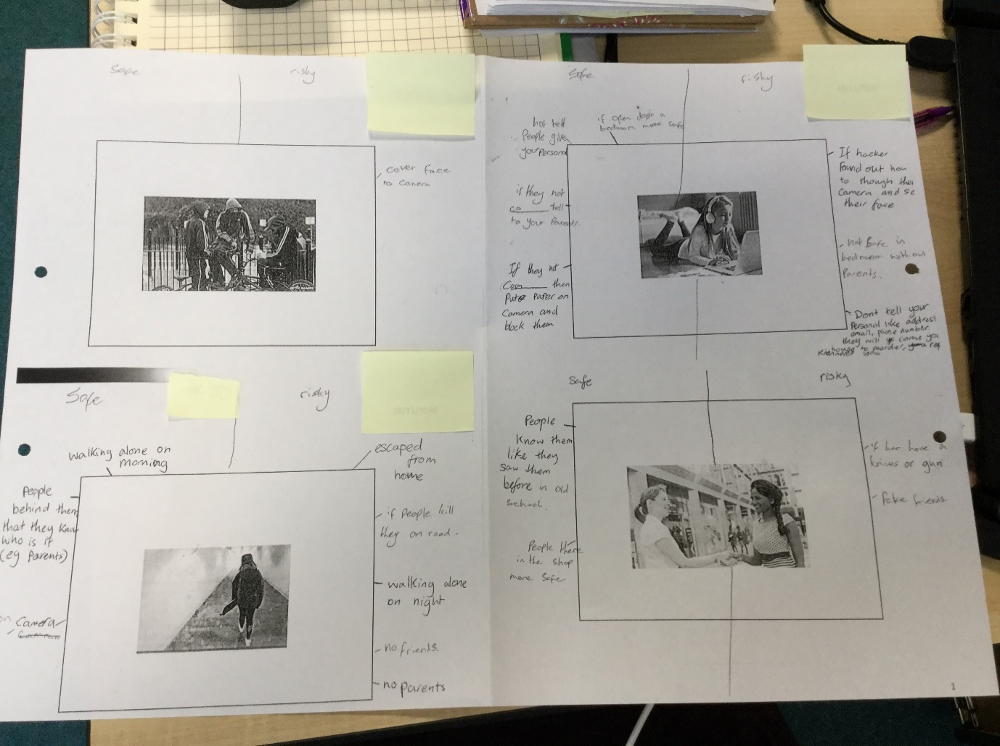 Safe
risky
cover face
no camera
GETTY IMAGES
Safe
risky
walking alone on
morning
People
behind them
that they know
who is it
(eg parents)
on camera
escaped
from
home
if people kill
they on road.
walking alone
on night
no friends.
no parents
Safe
risky
not tell
People give
your personal
if open door a
bedroom more safe
if they not
co____ tell
to your Parents.
If they not
Com____ then
Put Paper on
Camera and
block them
If hacker
found out how
to though the
Camera and se
their face
not safe in
bedroom without
Parents.
Dont tell your
Personal like address
email, phone number
they will come you
house to murder,
Safe
risky
People
know them
like they
saw them
before in old
school.
People there
in the shop
more safe
if her have a
knives or gun
fake friends.
1